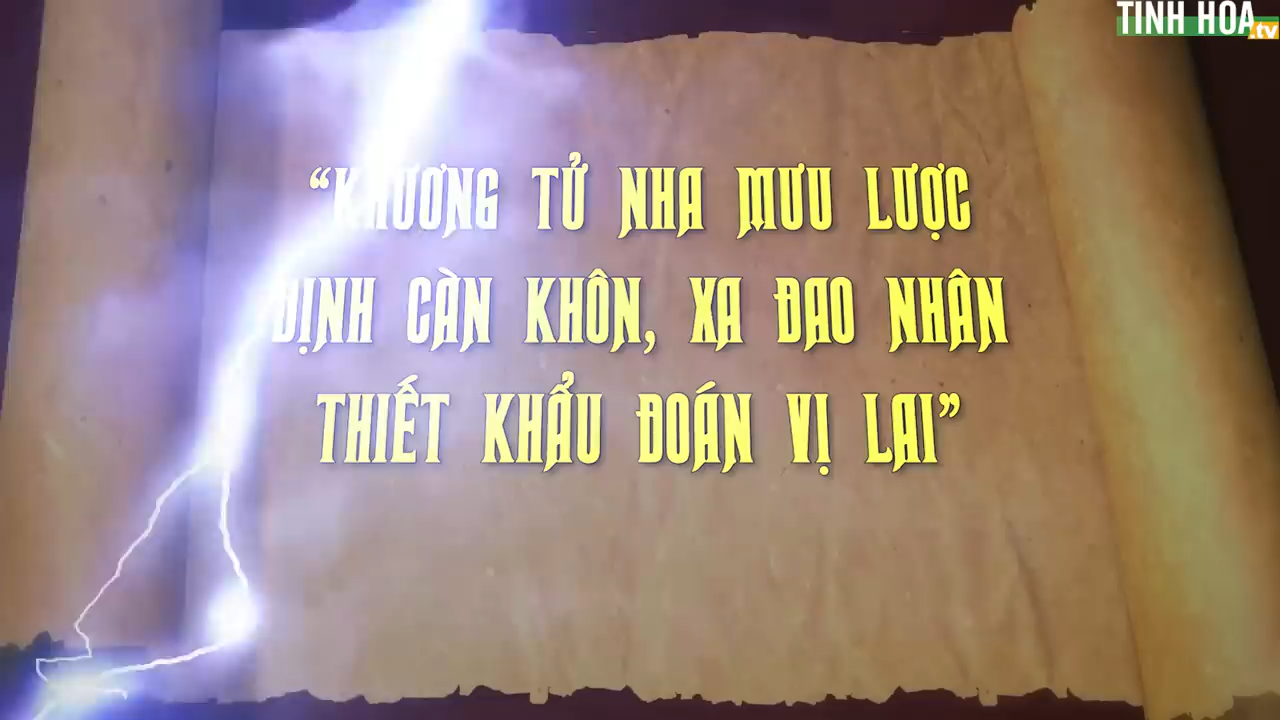 TINH HOA
.tv
“KHƯƠNG TỬ NHA MƯU LƯỢC
ĐỊNH CÀN KHÔN, XA ĐAO NHÂN
THIẾT KHẨU ĐOÁN VỊ LAI”